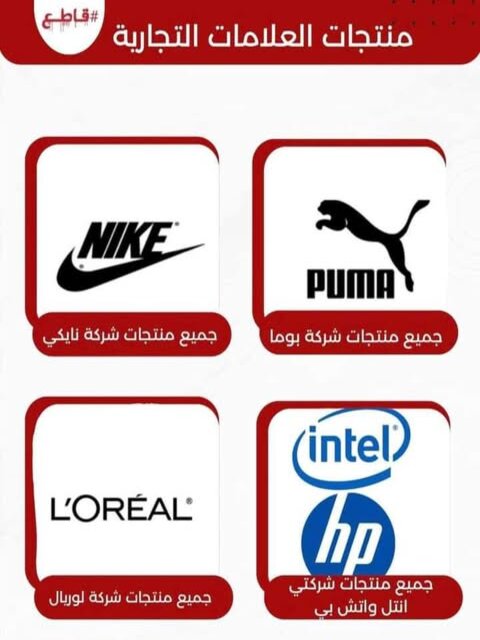 #قاطع
منتجات العلامات التجارية
PUMA
جميع منتجات شركة بوما
NIKE
جميع منتجات شركة نايكي
intel
hp
جميع منتجات شركتي
انتل واتش بي
L'ORÉAL
جميع منتجات شركة لوريال